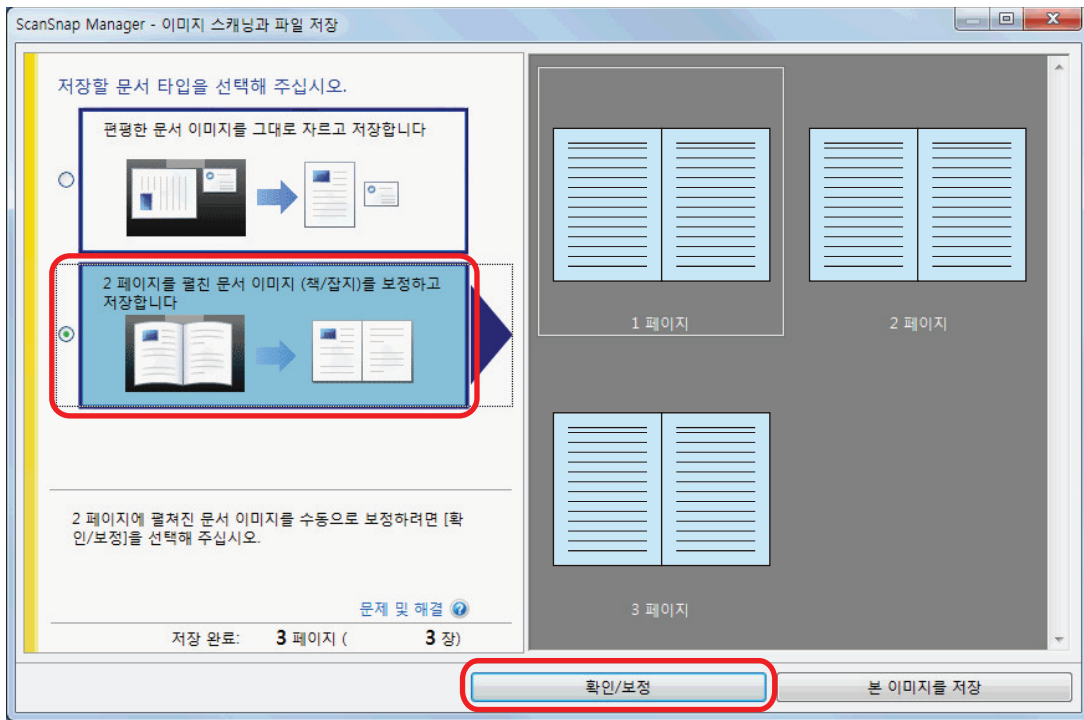 ScanSnap Manager - 이미지 스캐닝과 파일 저장
저장할 문서 타입을 선택해 주십시오.
편평한 문서 이미지를 그대로 자르고 저장합니다
2 페이지를 펼친 문서 이미지 (책/잡지)를 보정하고
저장합니다
2 페이지에 펼쳐진 문서 이미지를 수동으로 보정하려면 [확
인/보정]을 선택해 주십시오.
문제 및 해결
저장 완료: 3 페이지 ( 3 장)
1 페이지
2 페이지
3 페이지
확인/보정
본 이미지를 저장